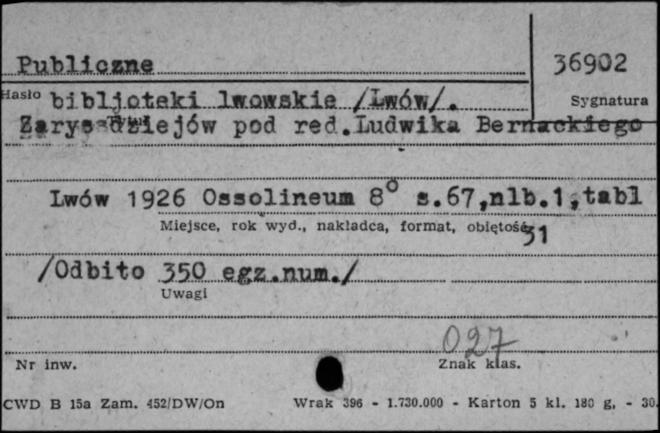 Publiczne
36902
Hasło bibljoteki lwowskie /Lwów/.
Sygnatura
Zarys dziejów pod red.Ludwika Bernackiego
Lwów 1926 Ossolineum 8° s.67,nlb.1,tabl
Miejsce, rok wyd., nakładca, format, objętość
31
/Odbito 350 egz.num./
Uwagi
027
Nr inw.
Znak klas.
CWD B 15a Zam. 452/DW/On Wrak 396 - 1.730.000 - Karton 5 kl. 180 g. - 30.